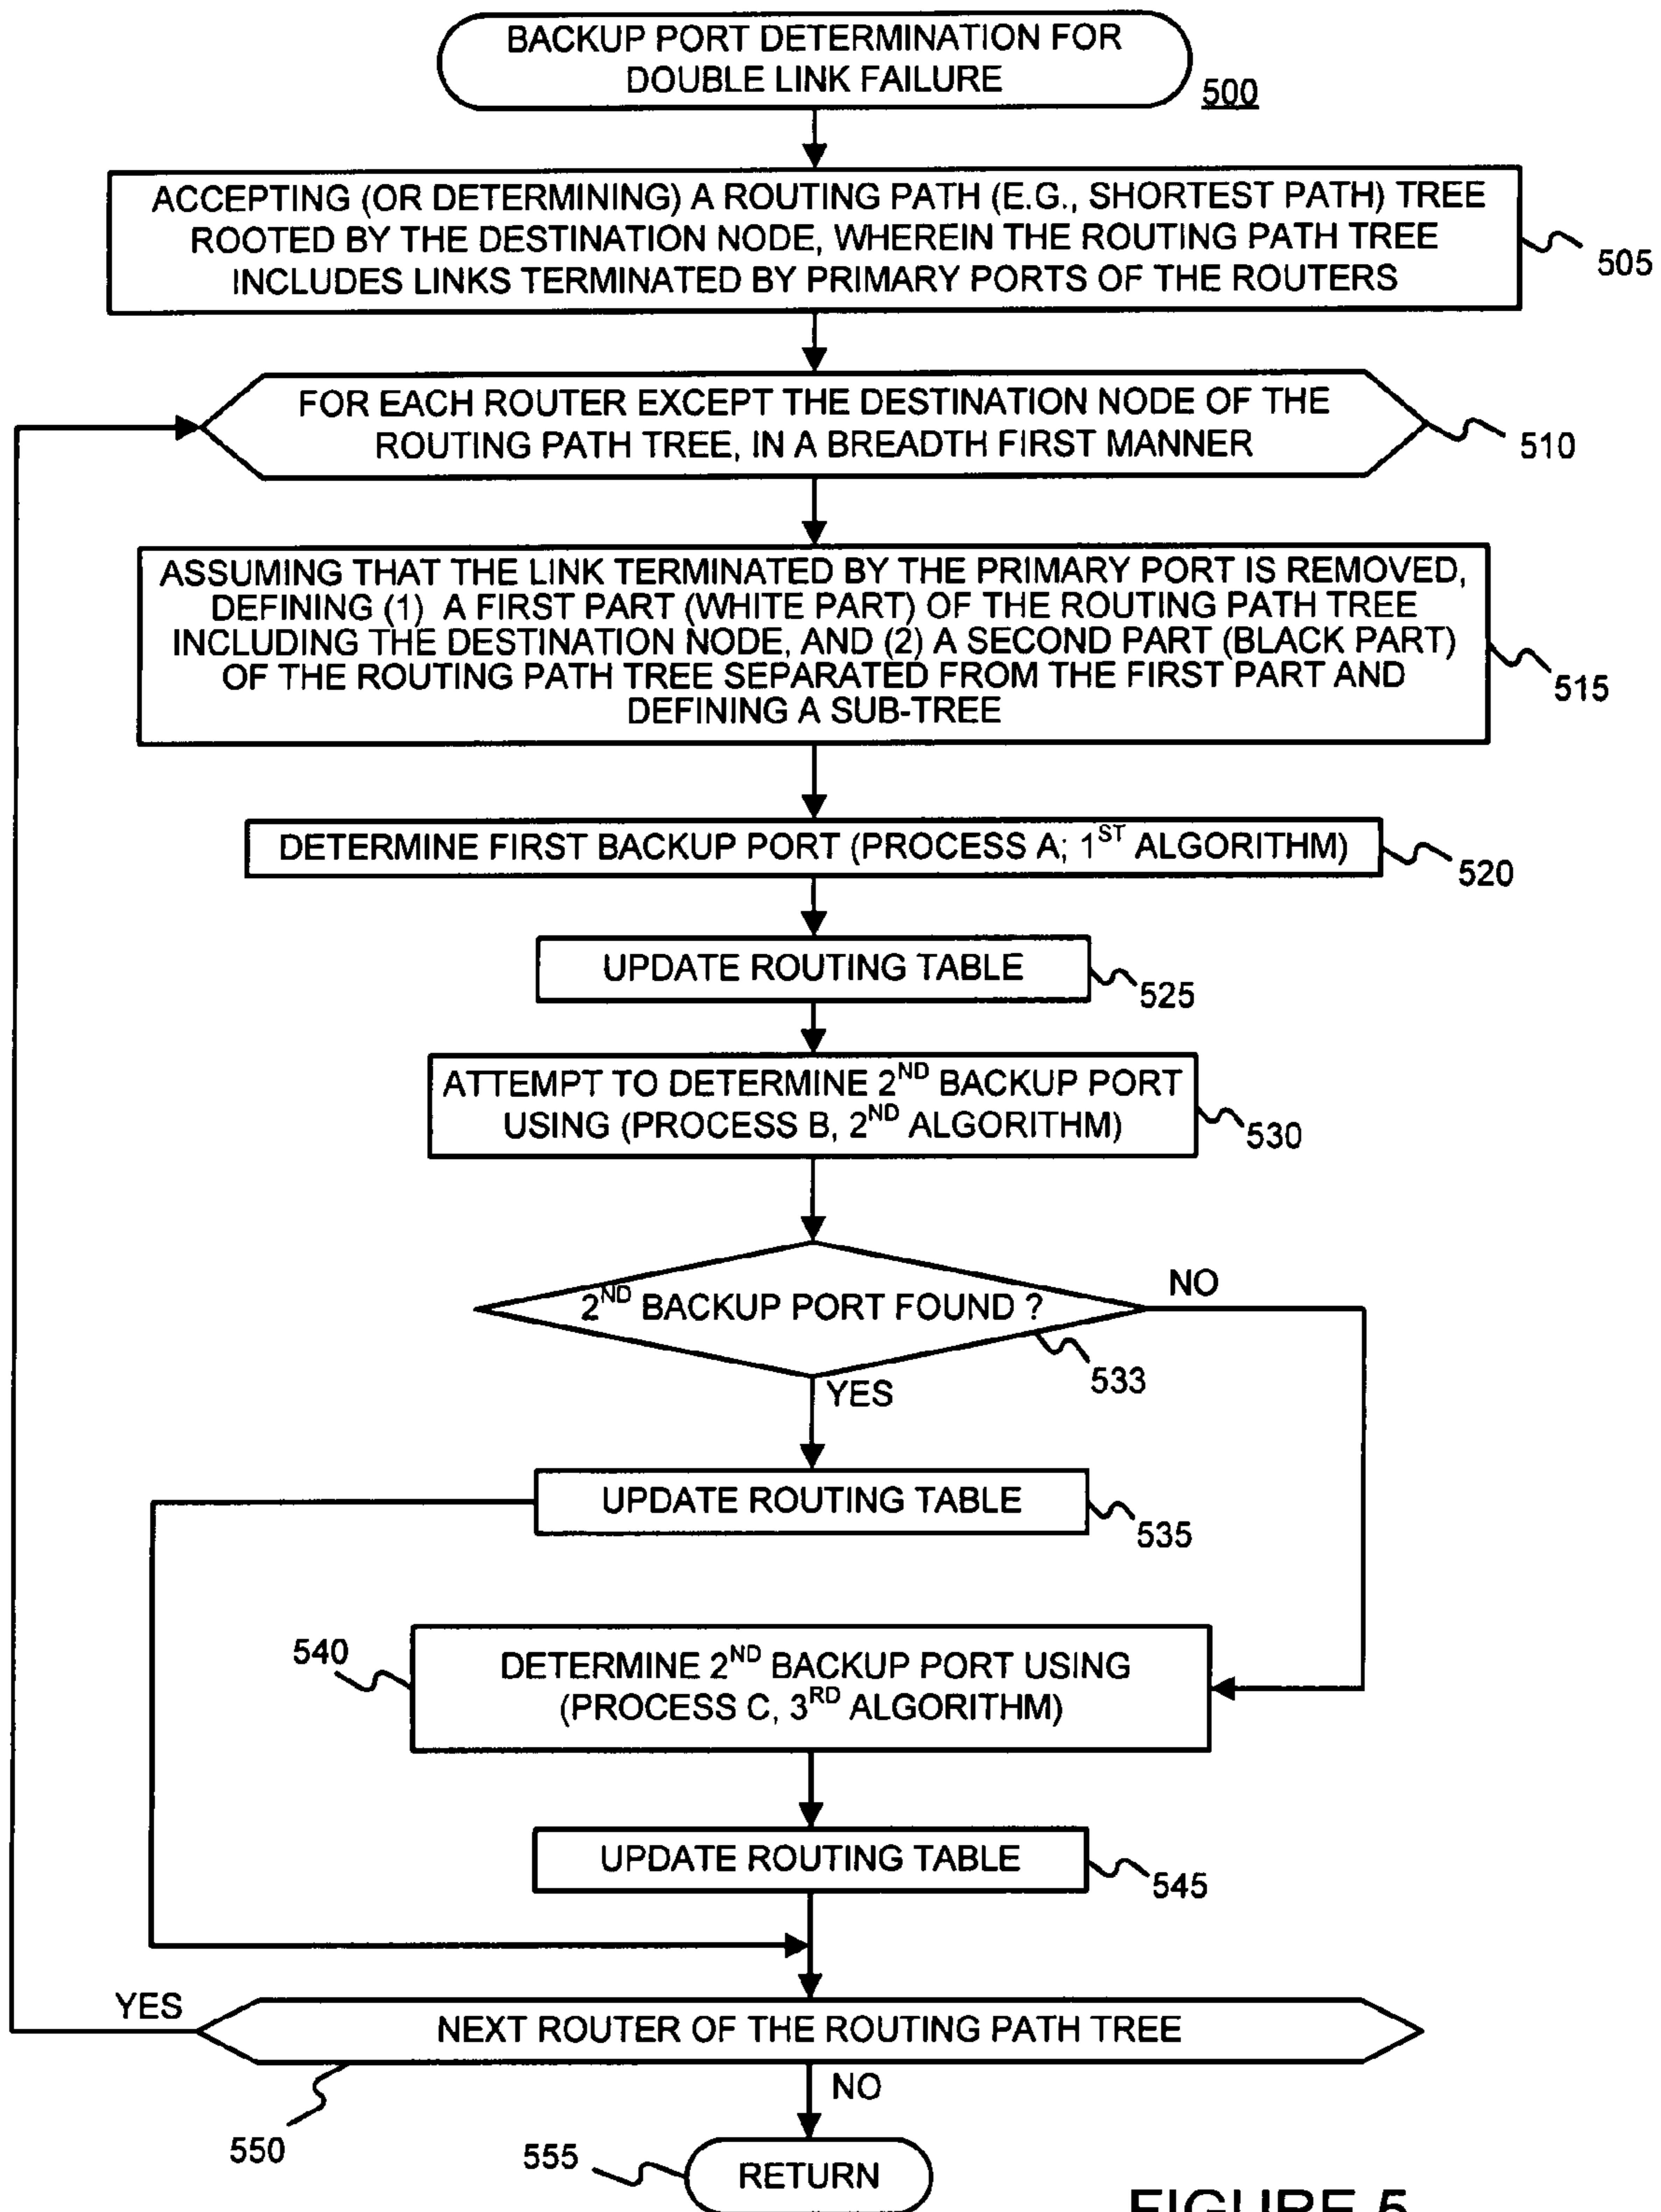 BACKUP PORT DETERMINATION FOR
DOUBLE LINK FAILURE
500
ACCEPTING (OR DETERMINING) A ROUTING PATH (E.G., SHORTEST PATH) TREE
ROOTED BY THE DESTINATION NODE, WHEREIN THE ROUTING PATH TREE
INCLUDES LINKS TERMINATED BY PRIMARY PORTS OF THE ROUTERS
505
FOR EACH ROUTER EXCEPT THE DESTINATION NODE OF THE
ROUTING PATH TREE, IN A BREADTH FIRST MANNER
510
ASSUMING THAT THE LINK TERMINATED BY THE PRIMARY PORT IS REMOVED,
DEFINING (1) A FIRST PART (WHITE PART) OF THE ROUTING PATH TREE
INCLUDING THE DESTINATION NODE, AND (2) A SECOND PART (BLACK PART)
OF THE ROUTING PATH TREE SEPARATED FROM THE FIRST PART AND
DEFINING A SUB-TREE
515
DETERMINE FIRST BACKUP PORT (PROCESS A; 1ST ALGORITHM)
520
UPDATE ROUTING TABLE
525
ATTEMPT TO DETERMINE 2ND BACKUP PORT
USING (PROCESS B, 2ND ALGORITHM)
530
2ND BACKUP PORT FOUND ?
NO
533
YES
UPDATE ROUTING TABLE
535
540
DETERMINE 2ND BACKUP PORT USING
(PROCESS C, 3RD ALGORITHM)
UPDATE ROUTING TABLE
545
YES
NEXT ROUTER OF THE ROUTING PATH TREE
NO
550
555
RETURN
FIGURE 5